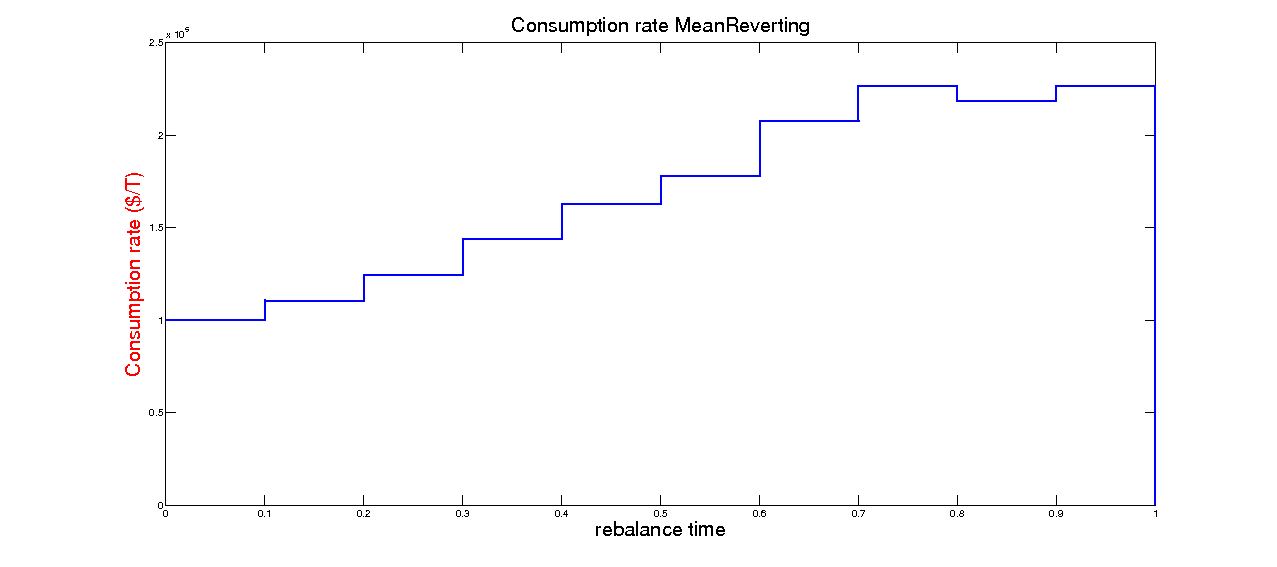 Consumption rate MeanReverting
x 10^5
2.5
2
1.5
1
0.5
0
Consumption rate ($/T)
0 0.1 0.2 0.3 0.4 0.5 0.6 0.7 0.8 0.9 1
rebalance time